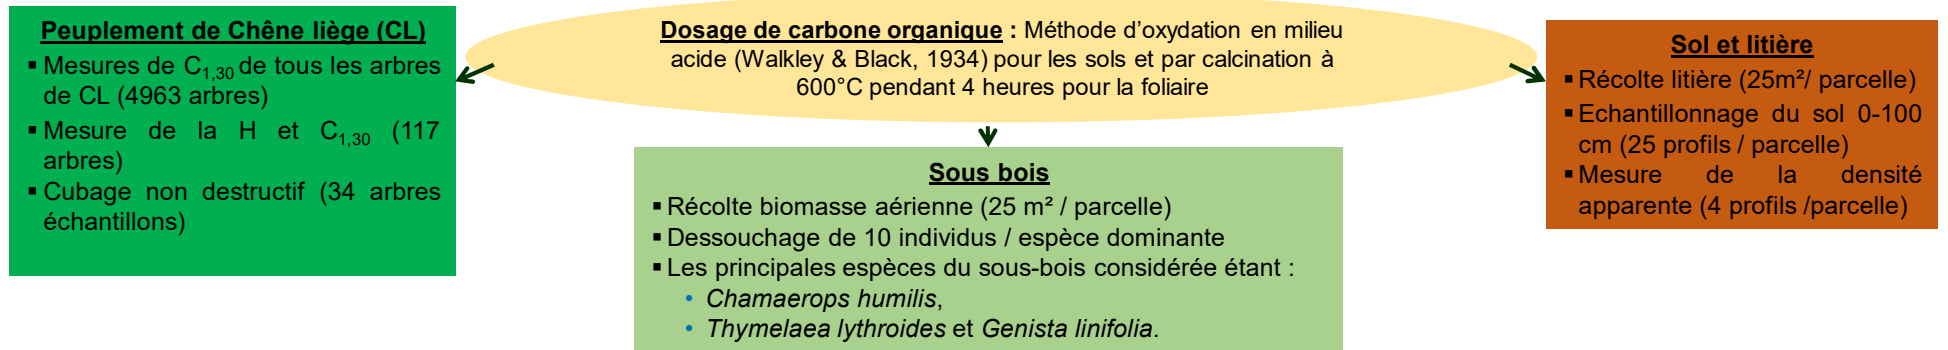 Peuplement de Chêne liège (CL)
▪ Mesures de C1,30 de tous les arbres
de CL (4963 arbres)
▪ Mesure de la H et C1,30 (117
arbres)
▪ Cubage non destructif (34 arbres
échantillons)
Dosage de carbone organique : Méthode d’oxydation en milieu
acide (Walkley & Black, 1934) pour les sols et par calcination à
600°C pendant 4 heures pour la foliaire
Sous bois
▪ Récolte biomasse aérienne (25 m² / parcelle)
▪ Dessouchage de 10 individus / espèce dominante
▪ Les principales espèces du sous-bois considérée étant :
• Chamaerops humilis,
• Thymelaea lythroides et Genista linifolia.
Sol et litière
▪ Récolte litière (25m²/ parcelle)
▪ Echantillonnage du sol 0-100
cm (25 profils / parcelle)
▪ Mesure de la densité
apparente (4 profils /parcelle)